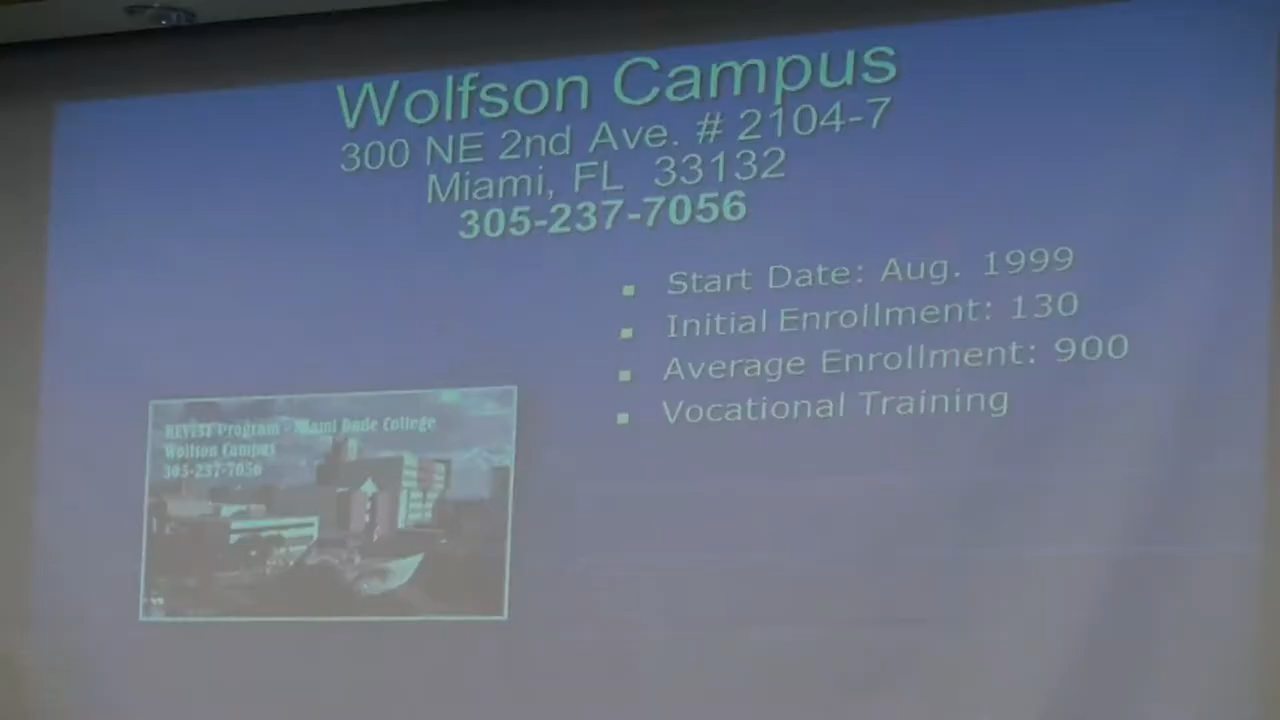 Wolfson Campus
300 NE 2nd Ave. # 2104-7
Miami, FL 33132
305-237-7056
Start Date: Aug. 1999
Initial Enrollment: 130
Average Enrollment: 900
Vocational Training
REVEST Program - Miami Dade College
Wolfson Campus
305-237-7056